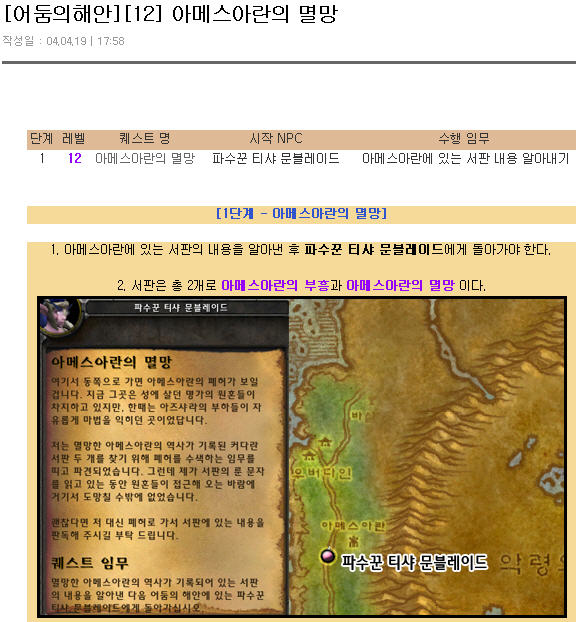 [어둠의해안][12] 아메스아란의 멸망
작성일 : 04.04.19 | 17:58
단계 레벨 퀘스트 명 시작 NPC 수행 임무
1 12 아메스아란의 멸망 파수꾼 티샤 문블레이드 아메스아란에 있는 서판 내용 알아내기
[1단계 - 아메스아란의 멸망]
1. 아메스아란에 있는 서판의 내용을 알아낸 후 파수꾼 티샤 문블레이드에게 돌아가야 한다.
2. 서판은 총 2개로 아메스아란의 부흥과 아메스아란의 멸망 이다.
파수꾼 티샤 문블레이드
아메스아란의 멸망
여기서 동쪽으로 가면 아메스아란의 폐허가 보일
겁니다. 지금 그곳은 성에 살던 명가의 원혼들이
차지하고 있지만, 한때는 아즈샤라의 부하들이 자
유롭게 마법을 익히던 곳이었답니다.
저는 멸망한 아메스아란의 역사가 기록된 커다란
서판 두 개를 찾기 위해 폐허를 수색하는 임무를
띠고 파견되었습니다. 그런데 제가 서판의 룬 문자
를 읽고 있는 동안 원혼들이 접근해 오는 바람에
거기서 도망칠 수밖에 없었습니다.
괜찮다면 저 대신 폐허로 가서 서판에 있는 내용을
판독해 주시길 부탁 드립니다.
퀘스트 임무
멸망한 아메스아란의 역사가 기록되어 있는 서판
의 내용을 알아낸 다음 어둠의 해안에 있는 파수꾼
티샤 문블레이드에게 돌아가십시오.
바스
우버다인
아메스아란
파수꾼 티샤 문블레이드
악령